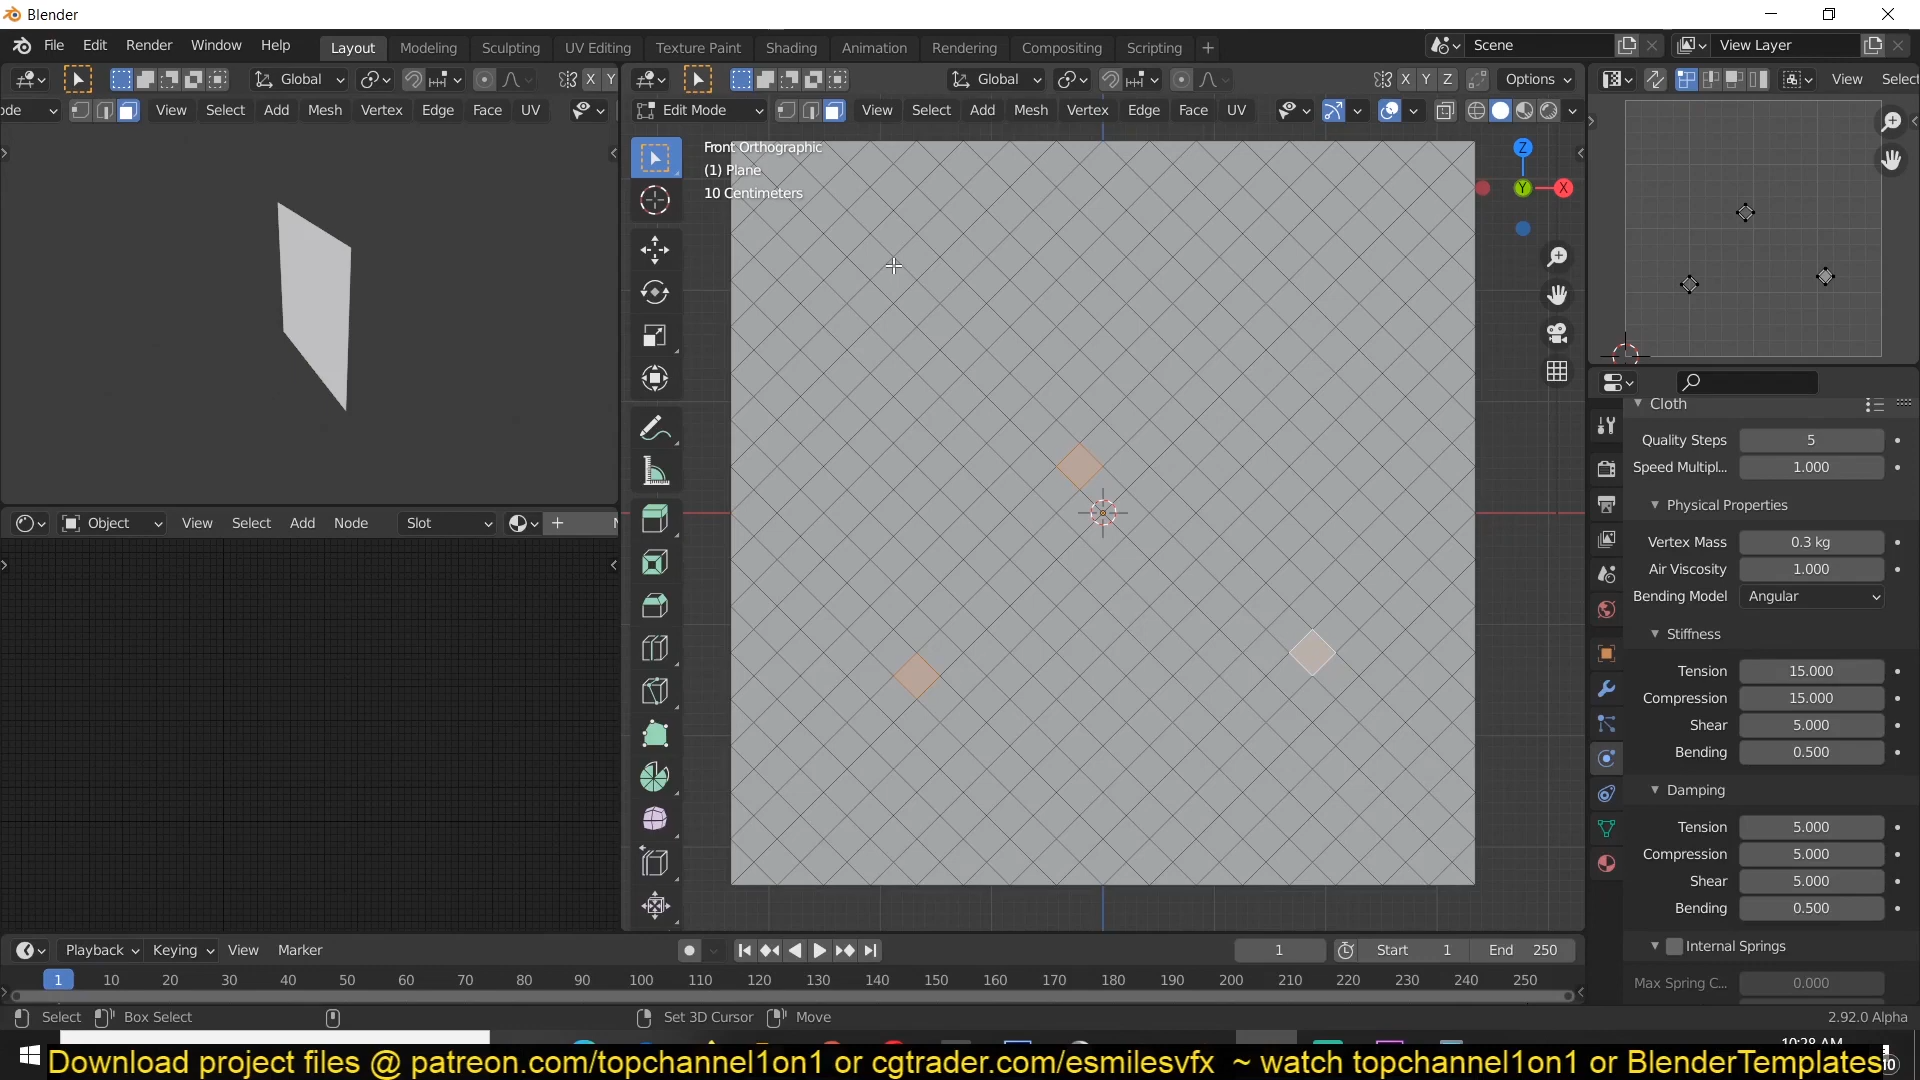 Blender
File Edit Render Window Help Layout Modeling Sculpting UV Editing Texture Paint Shading Animation Rendering Compositing Scripting + Scene View Layer
Global X Y Global X Y Z Options View Select
ode View Select Add Mesh Vertex Edge Face UV Edit Mode View Select Add Mesh Vertex Edge Face UV
Front Orthographic
(1) Plane
10 Centimeters
Z
Y X
Cloth
Quality Steps 5
Speed Multipl... 1.000
Physical Properties
Vertex Mass 0.3 kg
Air Viscosity 1.000
Bending Model Angular
Stiffness
Tension 15.000
Compression 15.000
Shear 5.000
Bending 0.500
Damping
Tension 5.000
Compression 5.000
Shear 5.000
Bending 0.500
Internal Springs
Max Spring C... 0.000
Object View Select Add Node Slot
Playback Keying View Marker 1 Start 1 End 250
1 10 20 30 40 50 60 70 80 90 100 110 120 130 140 150 160 170 180 190 200 210 220 230 240 250
Select Box Select Set 3D Cursor Move 2.92.0 Alpha
10:28 AM
Download project files @ patreon.com/topchannel1on1 or cgtrader.com/esmilesvfx ~ watch topchannel1on1 or BlenderTemplates